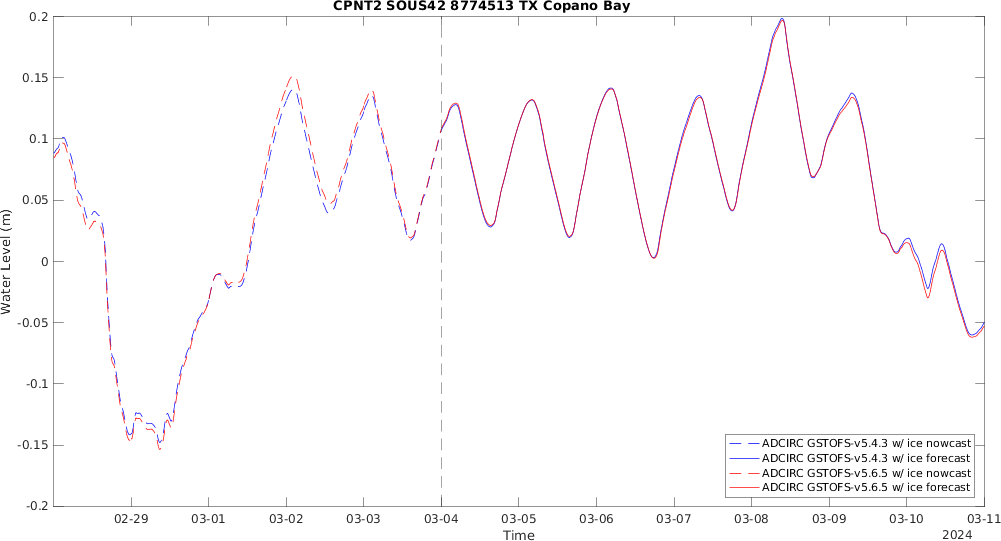 CPNT2 SOUS42 8774513 TX Copano Bay
0.2
0.15
0.1
0.05
0
-0.05
-0.1
-0.15
-0.2
Water Level (m)
ADCIRC GSTOFS-v5.4.3 w/ ice nowcast
ADCIRC GSTOFS-v5.4.3 w/ ice forecast
ADCIRC GSTOFS-v5.6.5 w/ ice nowcast
ADCIRC GSTOFS-v5.6.5 w/ ice forecast
02-29 03-01 03-02 03-03 03-04 03-05 03-06 03-07 03-08 03-09 03-10 03-11
Time
2024